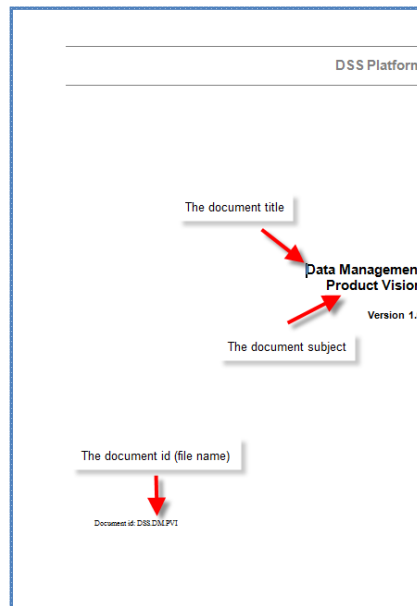 DSS Platform
The document title
Data Managemen
Product Vision
Version 1.
The document subject
The document id (file name)
Document id: DSS.DM.PVI